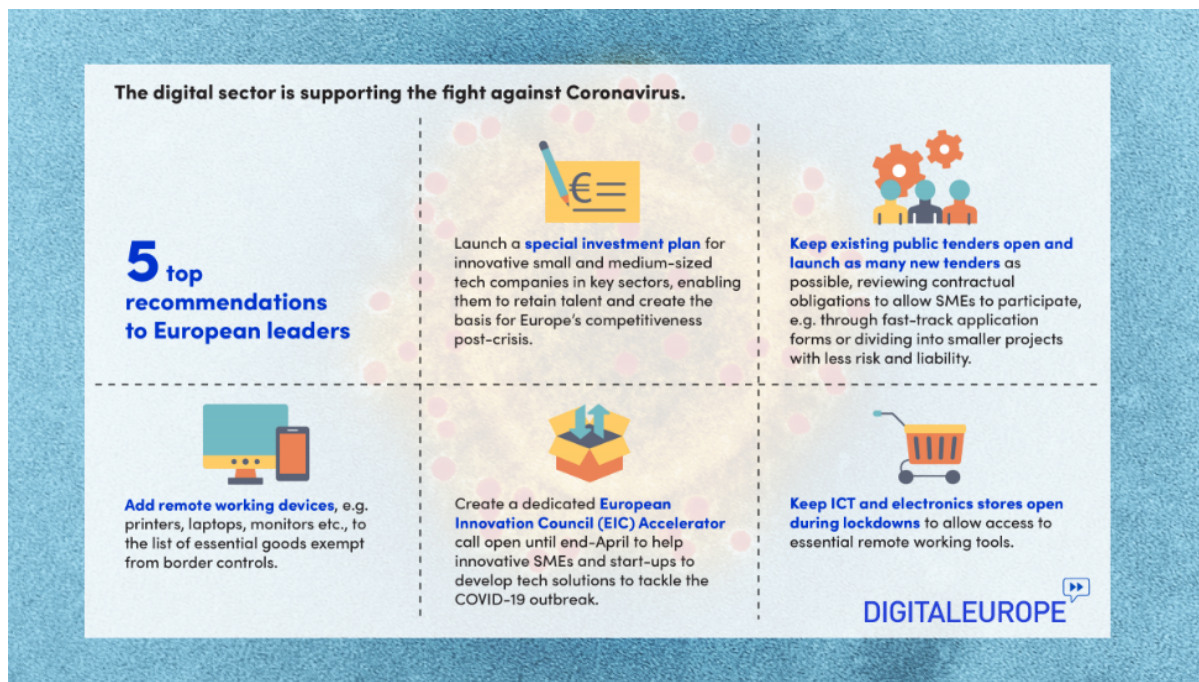 The digital sector is supporting the fight against Coronavirus.
5 top
recommendations
to European leaders
€
Launch a special investment plan for
innovative small and medium-sized
tech companies in key sectors, enabling
them to retain talent and create the
basis for Europe's competitiveness
post-crisis.
Keep existing public tenders open and
launch as many new tenders as
possible, reviewing contractual
obligations to allow SMEs to participate,
e.g. through fast-track application
forms or dividing into smaller projects
with less risk and liability.
Add remote working devices, e.g.
printers, laptops, monitors etc., to
the list of essential goods exempt
from border controls.
Create a dedicated European
Innovation Council (EIC) Accelerator
call open until end-April to help
innovative SMEs and start-ups to
develop tech solutions to tackle the
COVID-19 outbreak.
Keep ICT and electronics stores open
during lockdowns to allow access to
essential remote working tools.
DIGITALEUROPE